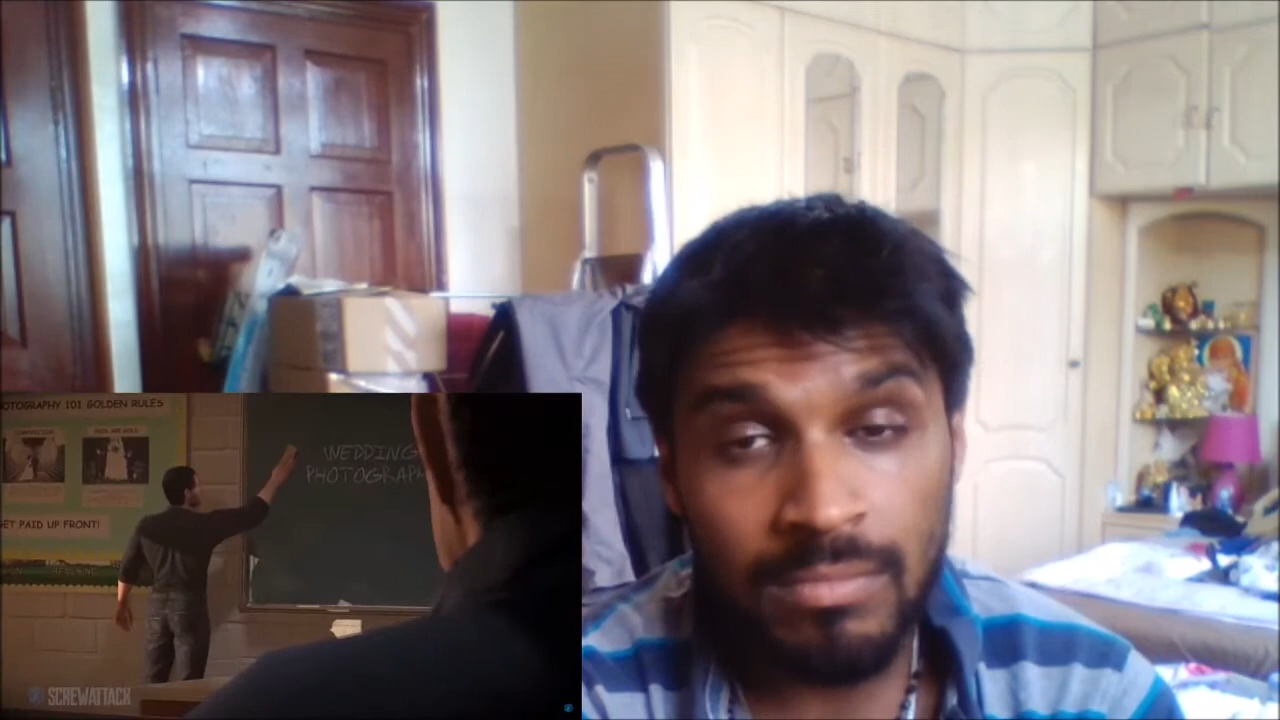 OTOGRAPHY 101 GOLDEN RULES
GET PAID UP FRONT!
WEDDING
PHOTOGRAPH
SCREWATTACK